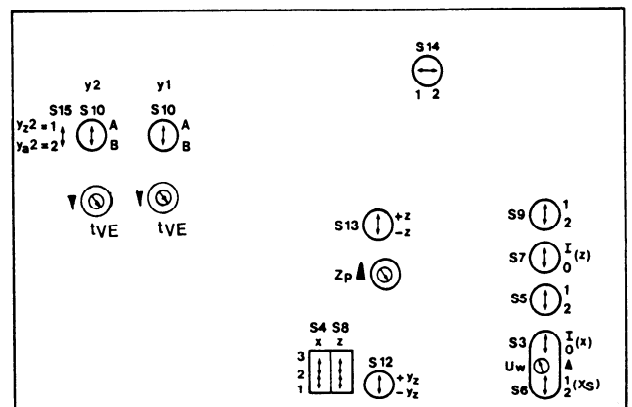 S14
1 2
y2 y1
S15 S10 S10
yz2 = 1 A A
ya2 = 2 B B
tVE tVE
S13 +z
-z
Zp
S9 1
2
S7 I (z)
0
S5 1
2
S4 S8
x z
3
2
1
S12 +yz
-yz
S3 I (x)
0
Uw
S6 1 (xS)
2